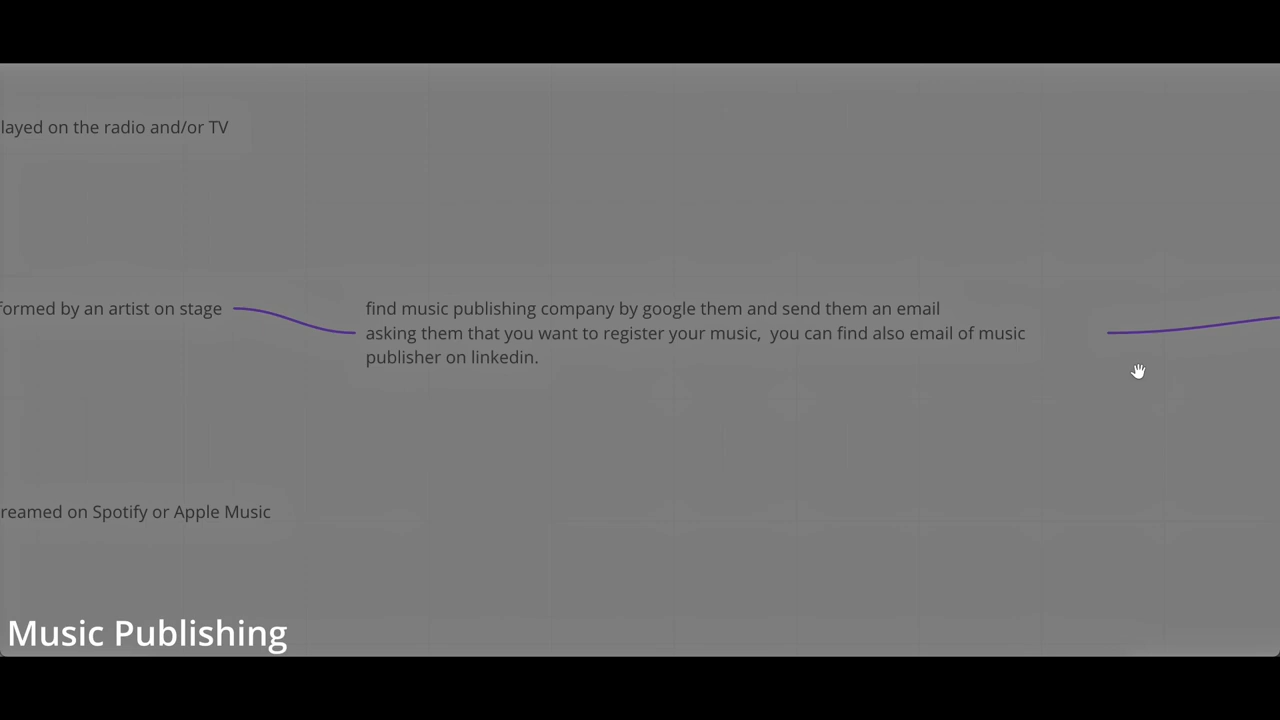 layed on the radio and/or TV
formed by an artist on stage
find music publishing company by google them and send them an email
asking them that you want to register your music,  you can find also email of music
publisher on linkedin.
reamed on Spotify or Apple Music
Music Publishing